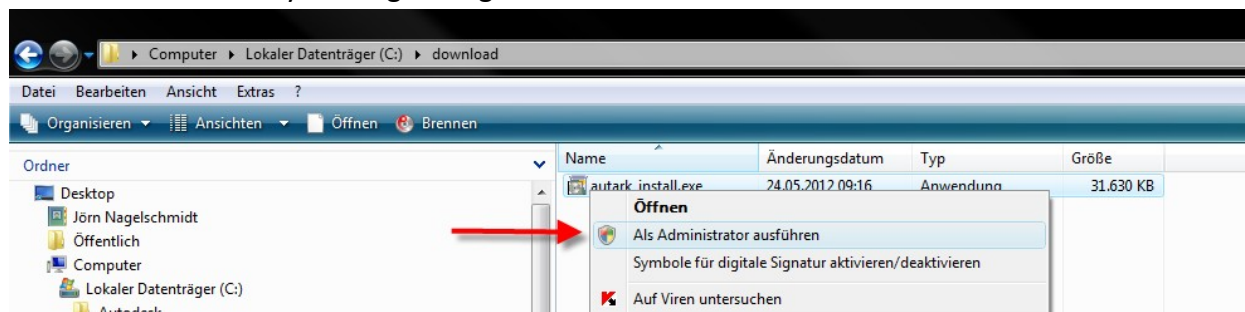 Computer ▸ Lokaler Datenträger (C:) ▸ download
Datei Bearbeiten Ansicht Extras ?
Organisieren Ansichten Öffnen Brennen
Ordner
Name Änderungsdatum Typ Größe
Desktop
autark_install.exe 24.05.2012 09:16 Anwendung 31.630 KB
Jörn Nagelschmidt
Öffnen
Öffentlich
Als Administrator ausführen
Computer
Symbole für digitale Signatur aktivieren/deaktivieren
Lokaler Datenträger (C:)
Auf Viren untersuchen
Autodesk